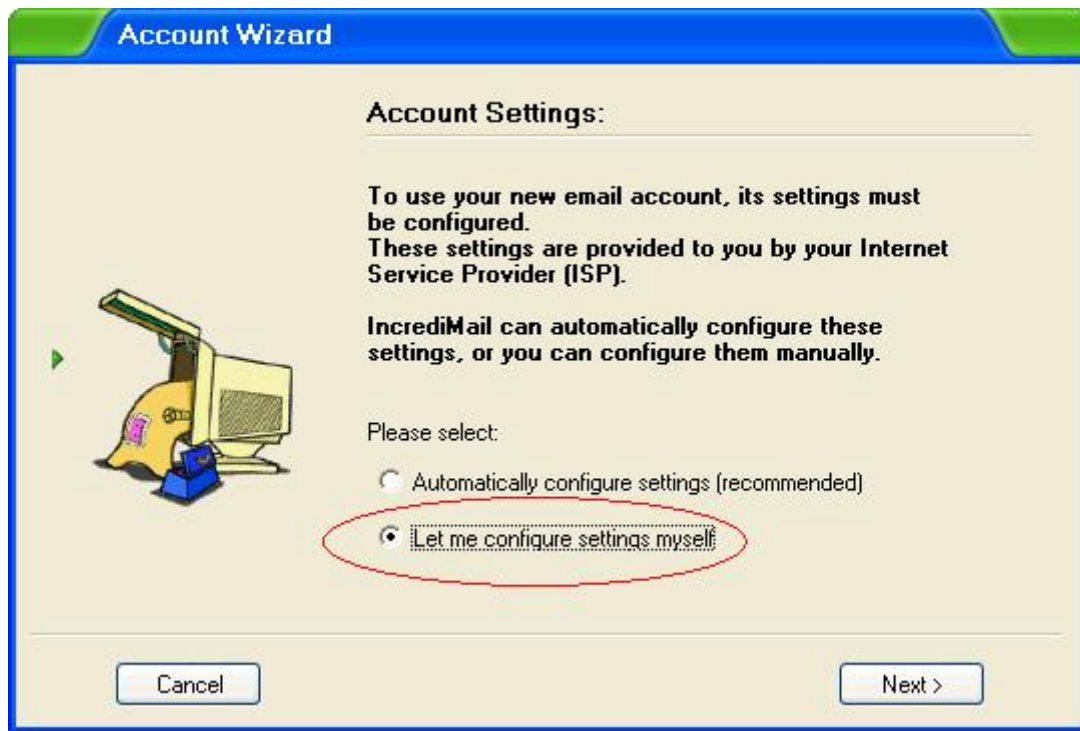 Account Wizard
Account Settings:
To use your new email account, its settings must
be configured.
These settings are provided to you by your Internet
Service Provider (ISP).
IncrediMail can automatically configure these
settings, or you can configure them manually.
Please select:
Automatically configure settings (recommended)
Let me configure settings myself
Cancel
Next >